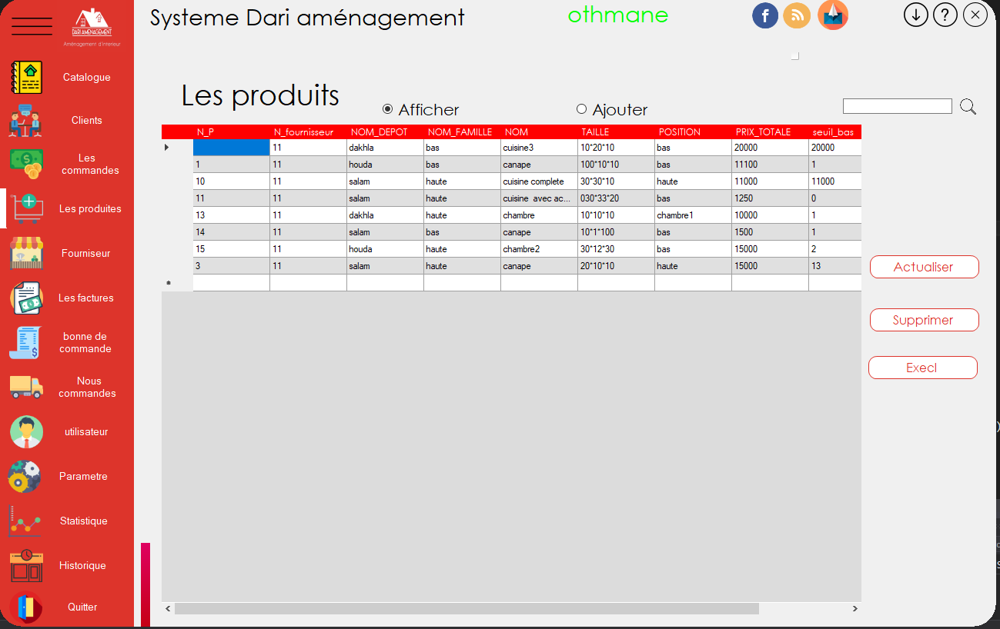 Systeme Dari aménagement
othmane
?
DARI AMENAGEMENT
Aménagement d'interieur
Catalogue
Clients
Les
commandes
Les produites
Fourniseur
Les factures
bonne de
commande
Nous
commandes
utilisateur
Parametre
Statistique
Historique
Quitter
Les produits
Afficher
Ajouter
N_P N_fournisseur NOM_DEPOT NOM_FAMILLE NOM TAILLE POSITION PRIX_TOTALE seuil_bas
11 dakhla bas cuisine3 10*20*10 bas 20000 20000
1 11 houda bas canape 100*10*10 bas 11100 1
10 11 salam haute cuisine complete 30*30*10 haute 11000 11000
11 11 salam haute cuisine avec ac... 030*33*20 bas 1250 0
13 11 dakhla haute chambre 10*10*10 chambre1 10000 1
14 11 salam bas canape 10*1*100 bas 1500 1
15 11 houda haute chambre2 30*12*30 bas 15000 2
3 11 salam haute canape 20*10*10 haute 15000 13
Actualiser
Supprimer
Execl